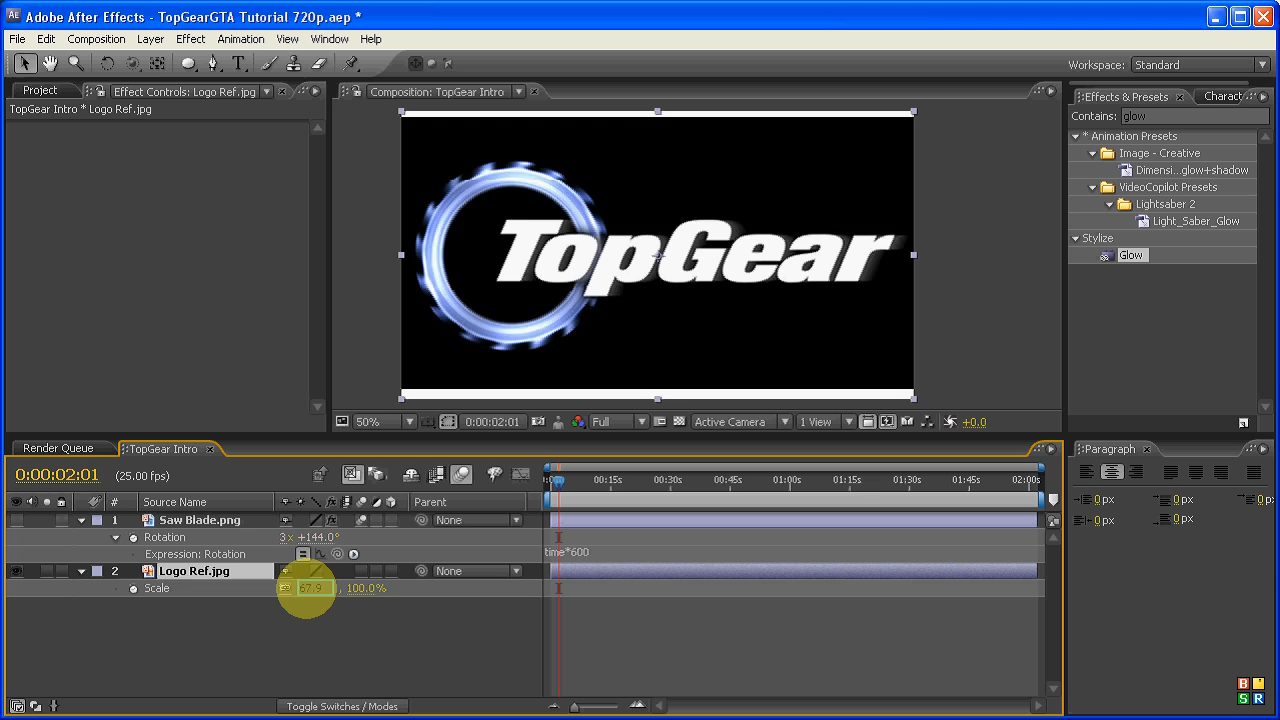 AE Adobe After Effects - TopGearGTA Tutorial 720p.aep *
File Edit Composition Layer Effect Animation Library View Window Help
Workspace: Standard
Project Effect Controls: Logo Ref.jpg
TopGear Intro * Logo Ref.jpg
Composition: TopGear Intro
TopGear
50% 0:00:02:01 Full Active Camera 1 View +0.0
Effects & Presets Charact
Contains: glow
* Animation Presets
Image - Creative
Dimensi...glow+shadow
VideoCopilot Presets
Lightsaber 2
Light_Saber_Glow
Stylize
Glow
Render Queue TopGear Intro
0:00:02:01 (25.00 fps)
:00s 00:15s 00:30s 00:45s 01:00s 01:15s 01:30s 01:45s 02:00s
# Source Name Parent
1 Saw Blade.png None
Rotation 3 x +144.0°
Expression: Rotation time*600
2 Logo Ref.jpg None
Scale 67.9 , 100.0%
Toggle Switches / Modes
Paragraph
0 px 0 px 0 px
0 px 0 px
B "
S R